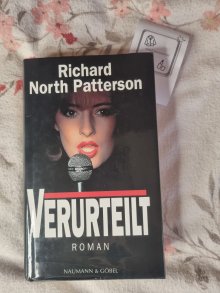 Richard
North Patterson
VERURTEILT
ROMAN
NAUMANN & GÖBEL